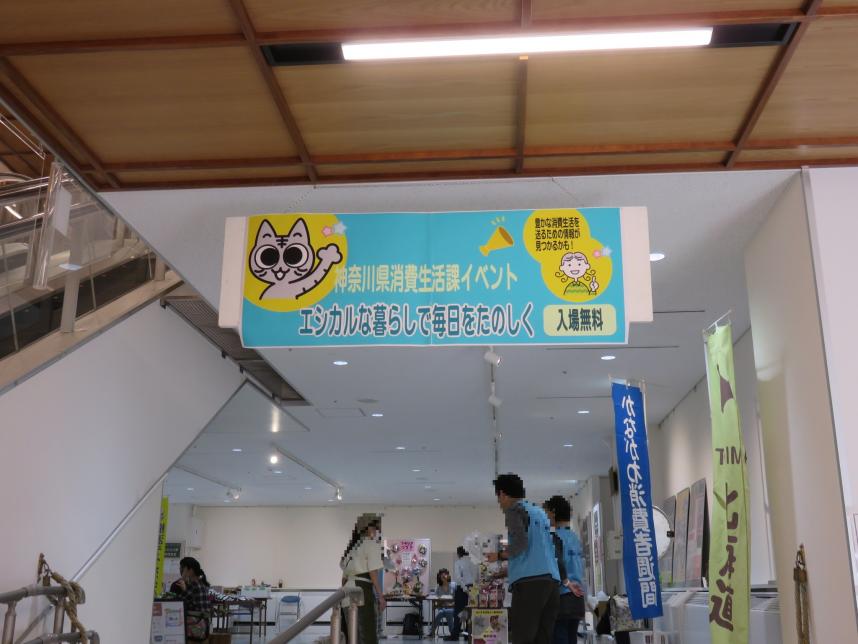 豊かな消費生活を
送るための情報が
見つかるかも！
神奈川県消費生活課イベント
エシカルな暮らしで毎日をたのしく
入場無料
かながわ消費者週間